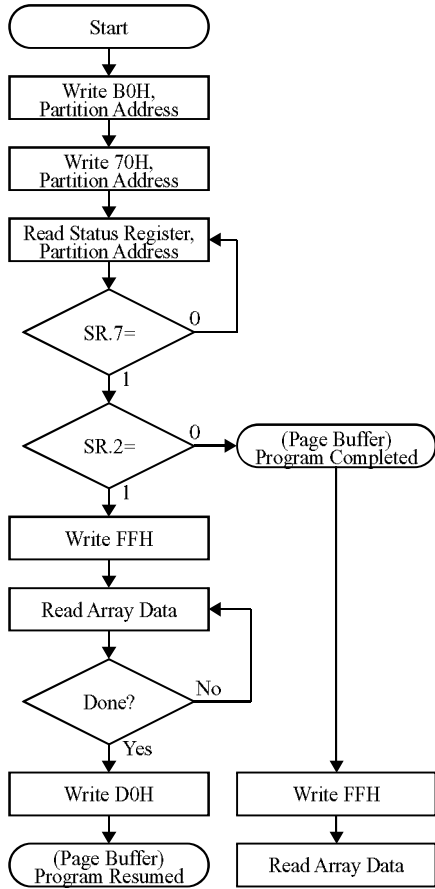 Start
Write B0H,
Partition Address
Write 70H,
Partition Address
Read Status Register,
Partition Address
SR.7=
0
1
SR.2=
0
1
(Page Buffer)
Program Completed
Write FFH
Read Array Data
Done?
No
Yes
Write D0H
(Page Buffer)
Program Resumed
Write FFH
Read Array Data